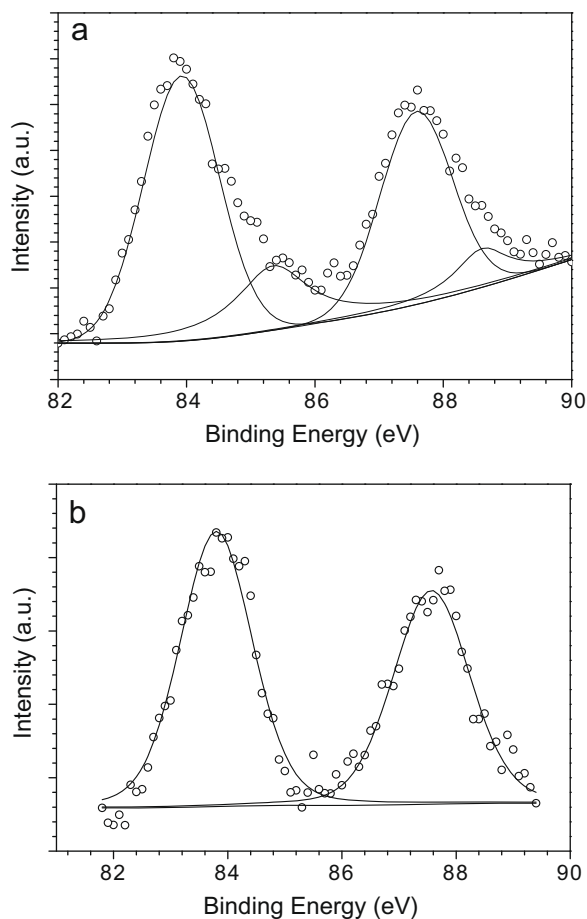 a
Intensity (a.u.)
82 84 86 88 90
Binding Energy (eV)
b
Intensity (a.u.)
82 84 86 88 90
Binding Energy (eV)